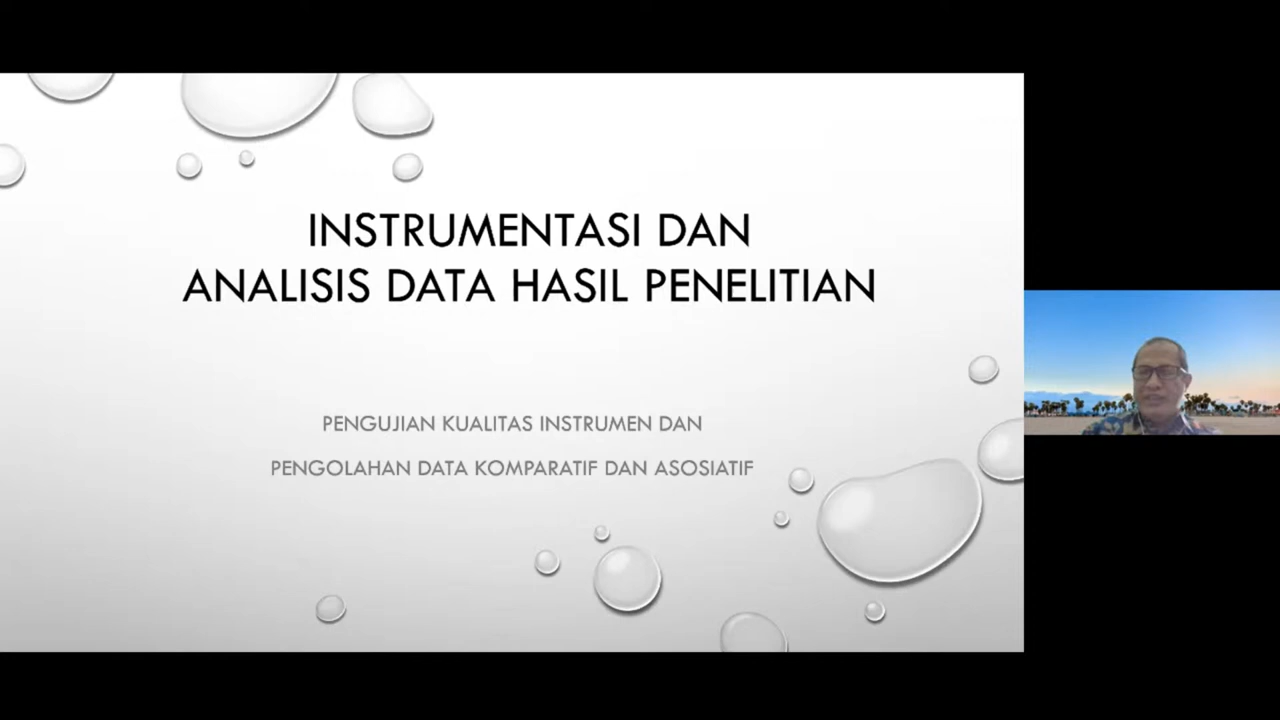 INSTRUMENTASI DAN
ANALISIS DATA HASIL PENELITIAN
PENGUJIAN KUALITAS INSTRUMEN DAN
PENGOLAHAN DATA KOMPARATIF DAN ASOSIATIF